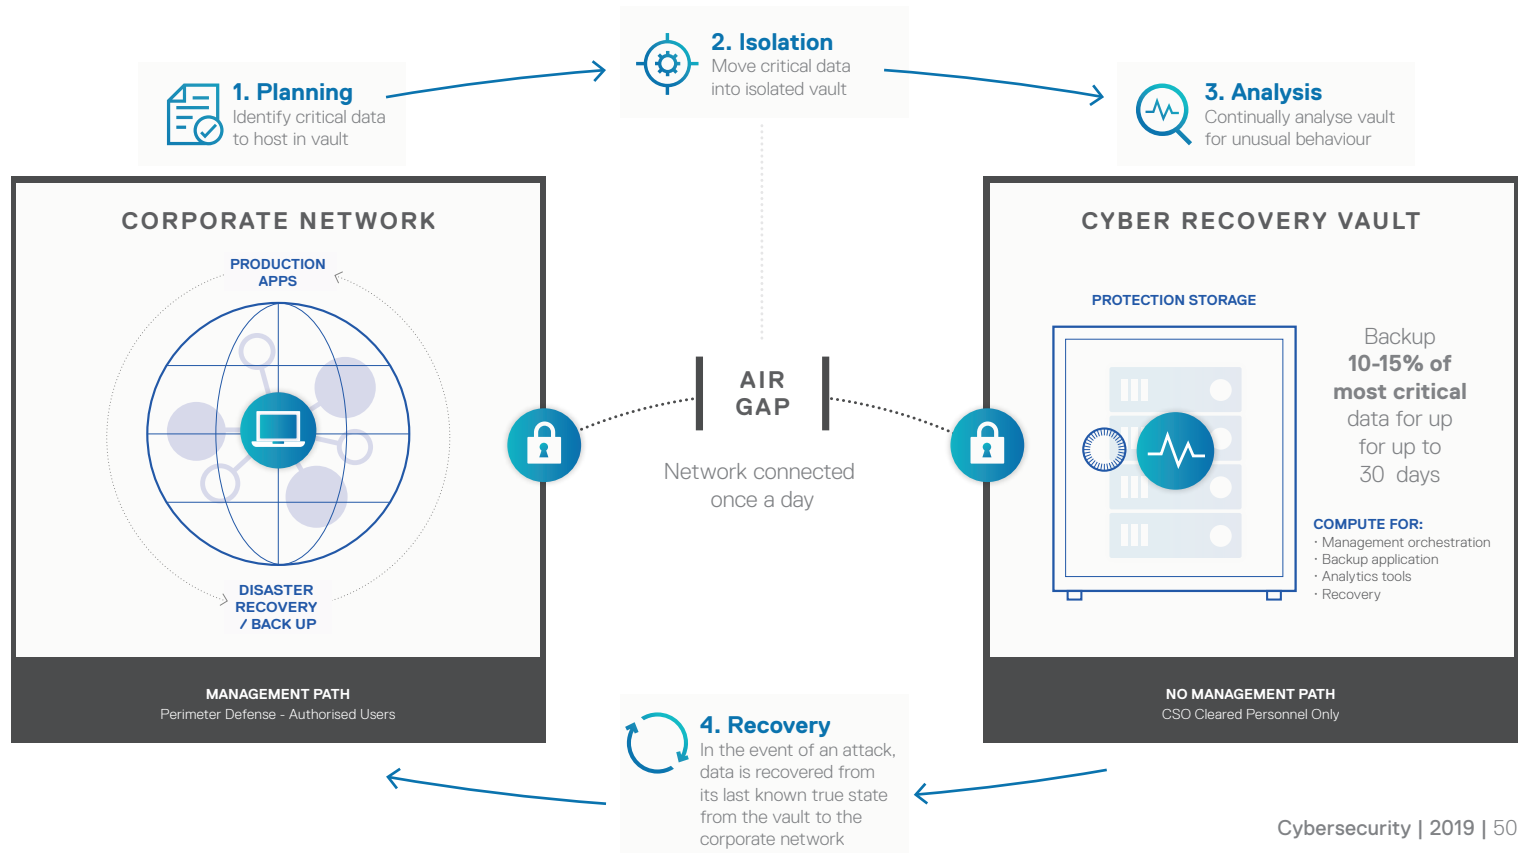 1. Planning
Identify critical data
to host in vault
2. Isolation
Move critical data
into isolated vault
3. Analysis
Continually analyse vault
for unusual behaviour
CORPORATE NETWORK
PRODUCTION
APPS
DISASTER
RECOVERY
/ BACK UP
MANAGEMENT PATH
Perimeter Defense - Authorised Users
AIR
GAP
Network connected
once a day
CYBER RECOVERY VAULT
PROTECTION STORAGE
Backup
10-15% of
most critical
data for up
for up to
30 days
COMPUTE FOR:
· Management orchestration
· Backup application
· Analytics tools
· Recovery
NO MANAGEMENT PATH
CSO Cleared Personnel Only
4. Recovery
In the event of an attack,
data is recovered from
its last known true state
from the vault to the
corporate network
Cybersecurity | 2019 | 50